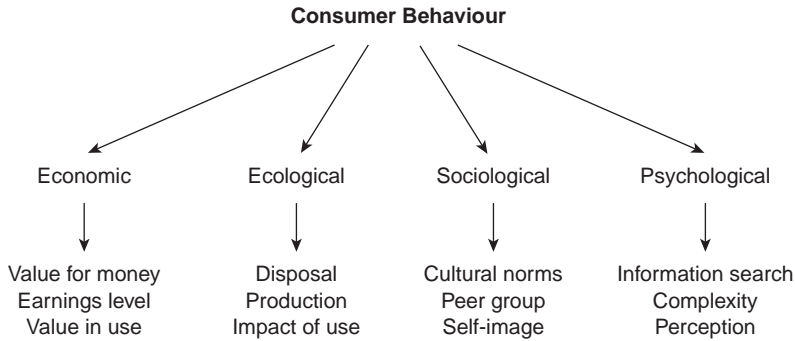 Consumer Behaviour
Economic
Ecological
Sociological
Psychological
Value for money
Earnings level
Value in use
Disposal
Production
Impact of use
Cultural norms
Peer group
Self-image
Information search
Complexity
Perception